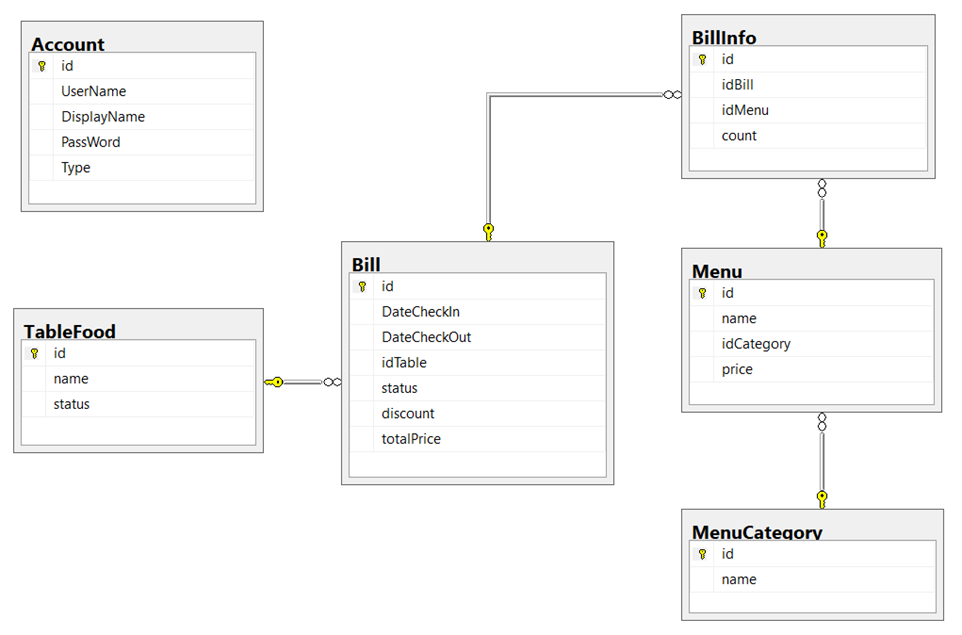 Account
id
UserName
DisplayName
PassWord
Type
BillInfo
id
idBill
idMenu
count
Bill
id
DateCheckIn
DateCheckOut
idTable
status
discount
totalPrice
Menu
id
name
idCategory
price
TableFood
id
name
status
MenuCategory
id
name